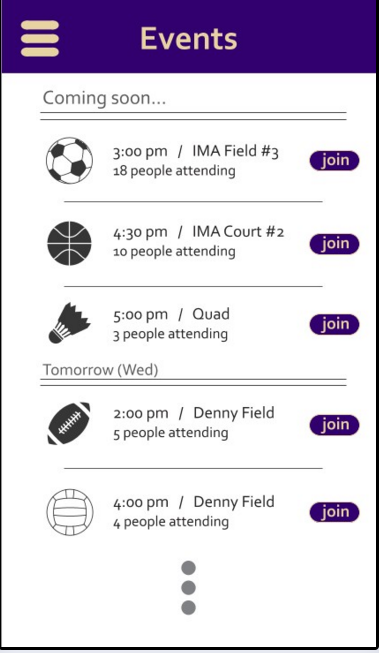 Events
Coming soon...
3:00 pm / IMA Field #3
18 people attending
join
4:30 pm / IMA Court #2
10 people attending
join
5:00 pm / Quad
3 people attending
join
Tomorrow (Wed)
2:00 pm / Denny Field
5 people attending
join
4:00 pm / Denny Field
4 people attending
join